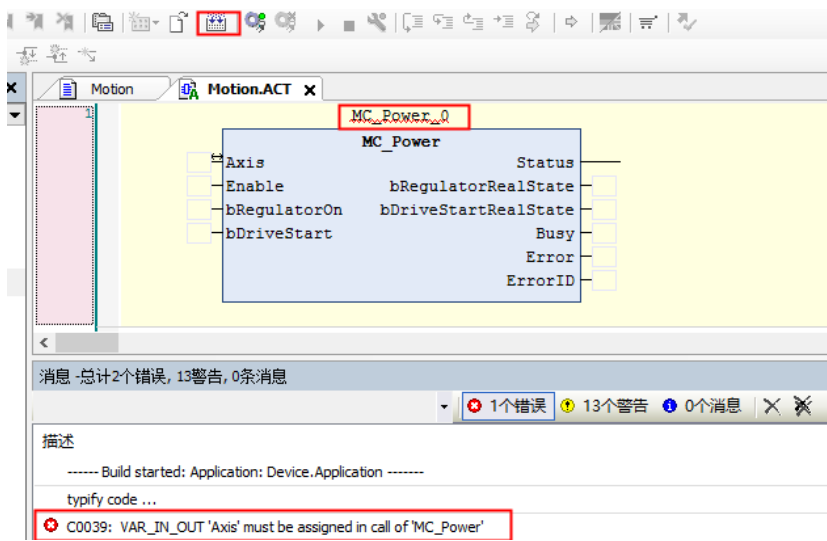 Motion
Motion.ACT
1
MC_Power_0
MC_Power
Axis Status
Enable bRegulatorRealState
bRegulatorOn bDriveStartRealState
bDriveStart Busy
Error
ErrorID
消息 -总计2个错误, 13警告, 0条消息
1个错误 13个警告 0个消息
描述
------ Build started: Application: Device.Application -------
typify code ...
C0039: VAR_IN_OUT 'Axis' must be assigned in call of 'MC_Power'